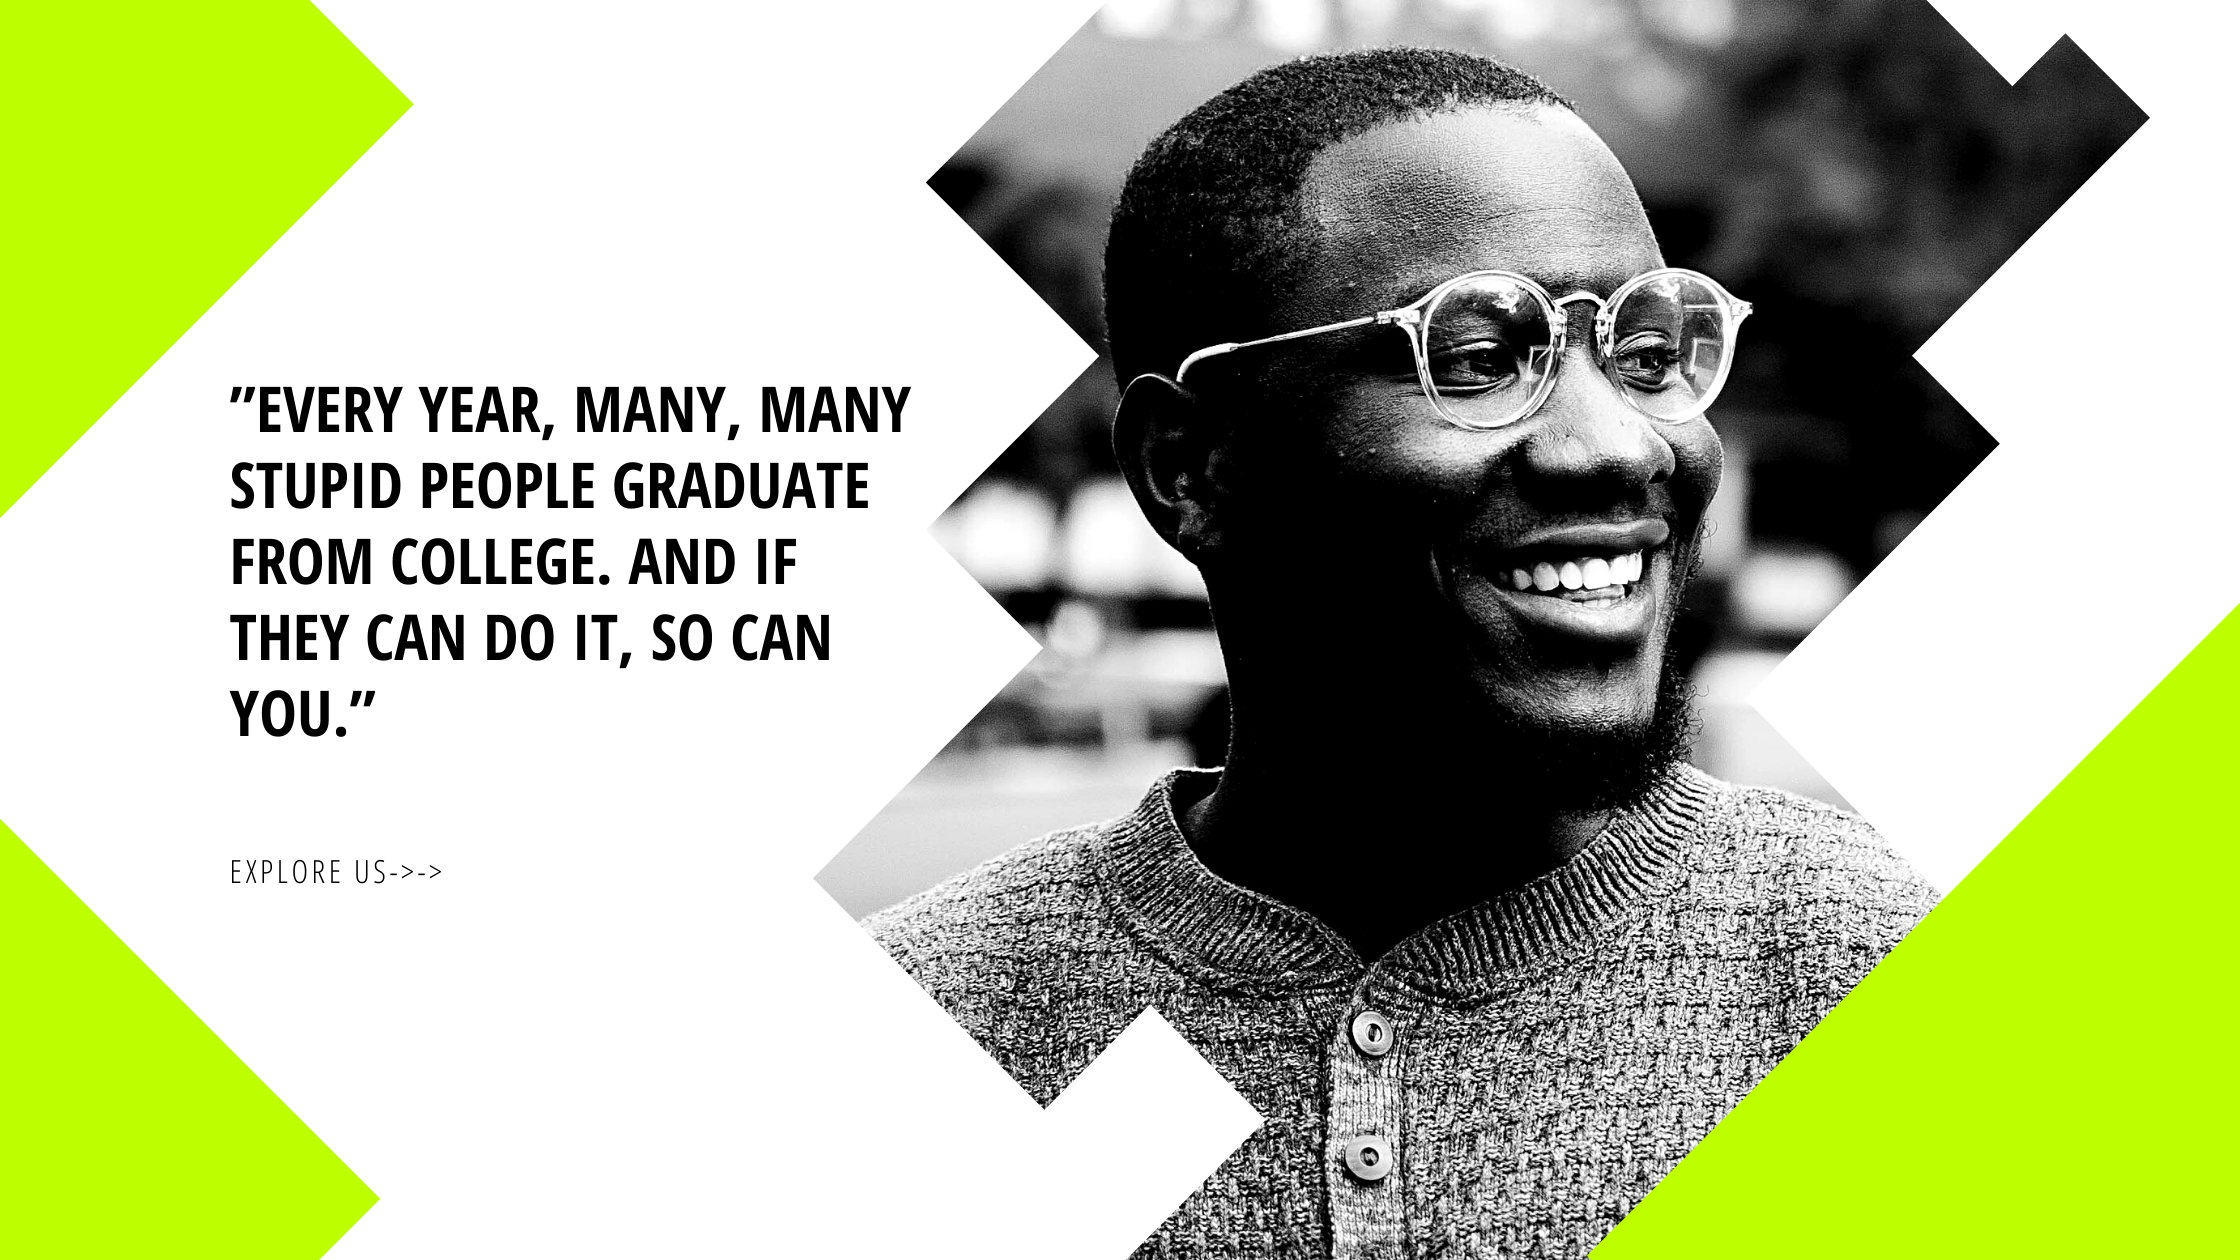 ”EVERY YEAR, MANY, MANY
STUPID PEOPLE GRADUATE
FROM COLLEGE. AND IF
THEY CAN DO IT, SO CAN
YOU.”
EXPLORE US->->